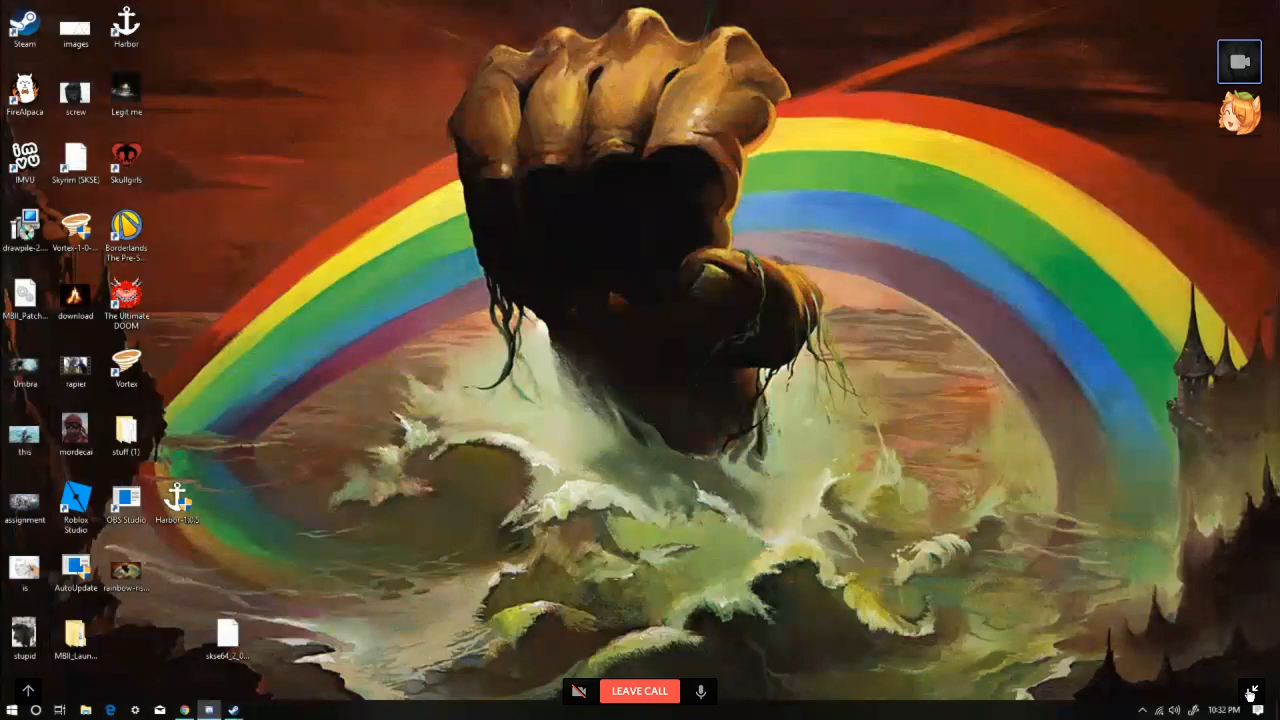 Steam
images
Harbor
FireAlpaca
screw
Legit me
IMVU
Skyrim (SKSE)
Skullgirls
drawpile-2....
Vortex-1-0-...
Borderlands
The Pre-S...
MBII_Patch...
download
The Ultimate
DOOM
Umbra
rapier
Vortex
this
mordecai
stuff (1)
assignment
Roblox
Studio
OBS Studio
Harbor-1.0.5
is
AutoUpdate
rainbow-ris...
stupid
MBII_Laun...
skse64_2_0...
LEAVE CALL
10:32 PM